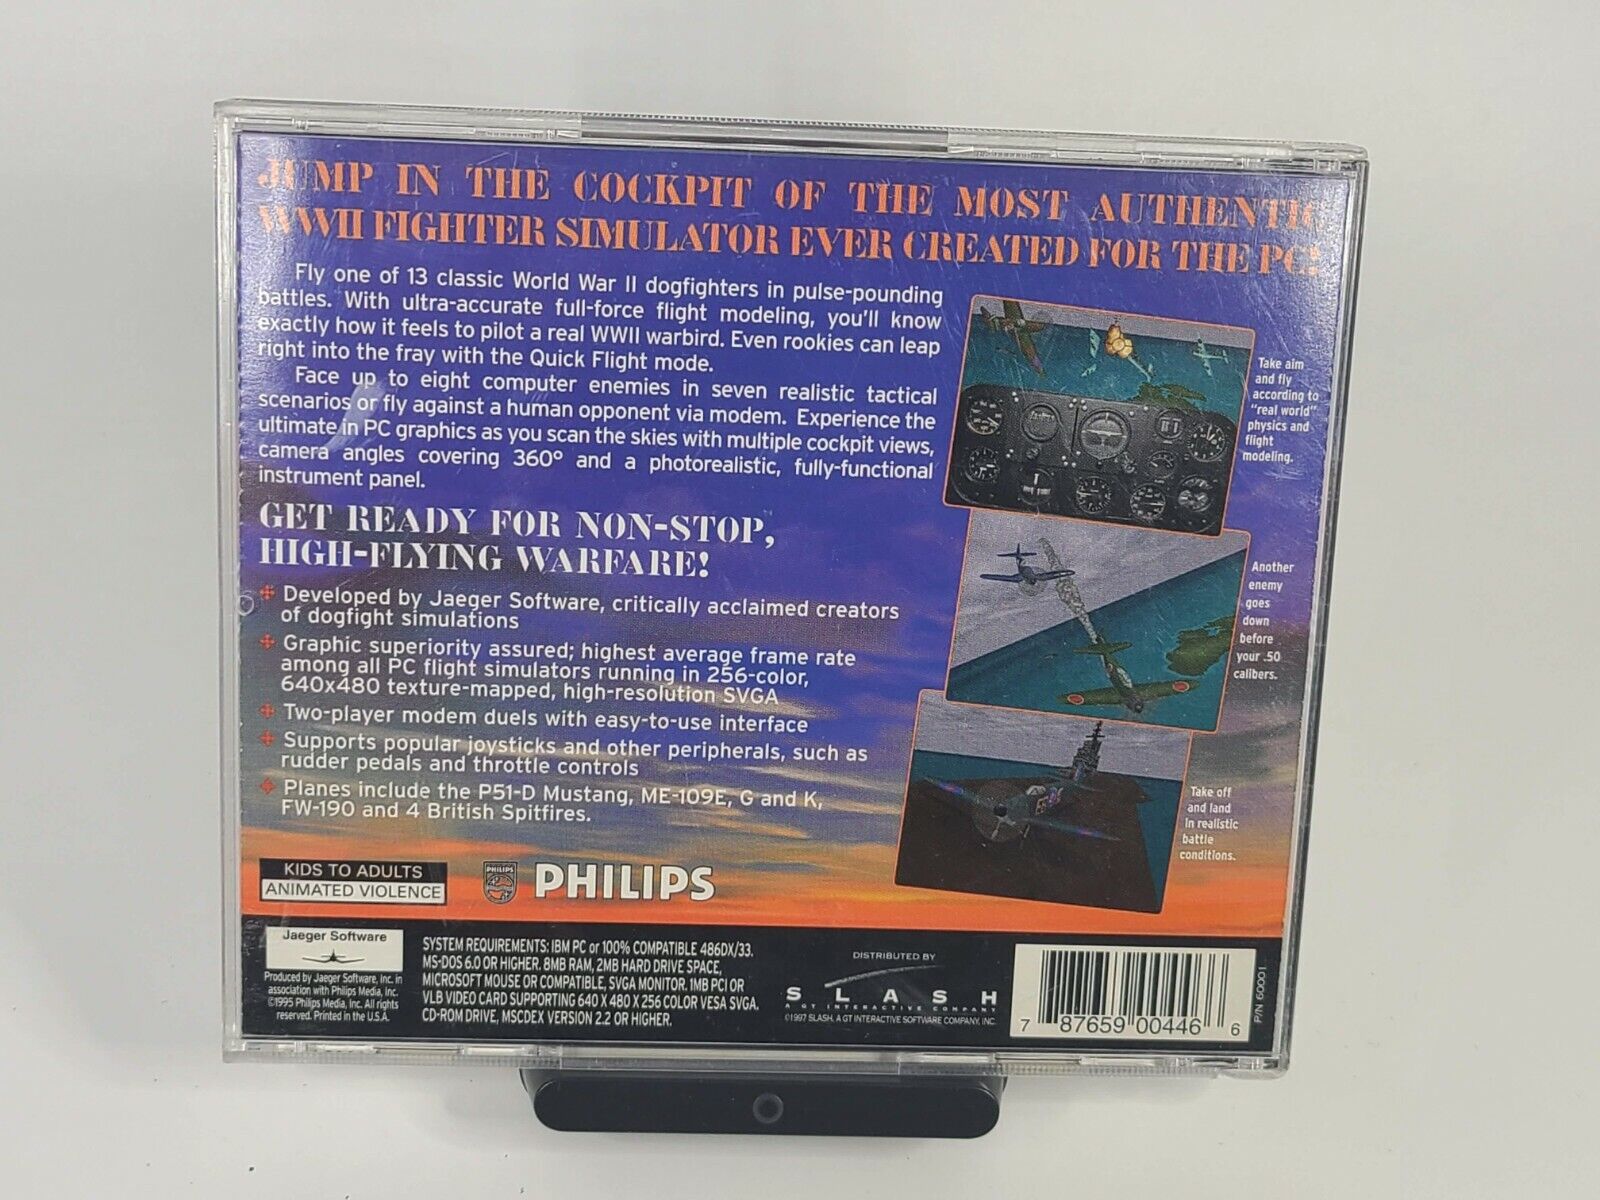 JUMP IN THE COCKPIT OF THE MOST AUTHENTIC
WWII FIGHTER SIMULATOR EVER CREATED FOR THE PC!
Fly one of 13 classic World War II dogfighters in pulse-pounding
battles. With ultra-accurate full-force flight modeling, you'll know
exactly how it feels to pilot a real WWII warbird. Even rookies can leap
right into the fray with the Quick Flight mode.
Face up to eight computer enemies in seven realistic tactical
scenarios or fly against a human opponent via modem. Experience the
ultimate in PC graphics as you scan the skies with multiple cockpit views,
camera angles covering 360° and a photorealistic, fully-functional
instrument panel.
GET READY FOR NON-STOP,
HIGH-FLYING WARFARE!
Developed by Jaeger Software, critically acclaimed creators
of dogfight simulations
Graphic superiority assured; highest average frame rate
among all PC flight simulators running in 256-color,
640x480 texture-mapped, high-resolution SVGA
Two-player modem duels with easy-to-use interface
Supports popular joysticks and other peripherals, such as
rudder pedals and throttle controls
Planes include the P51-D Mustang, ME-109E, G and K,
FW-190 and 4 British Spitfires.
Take aim
and fly
according to
"real world"
physics and
flight
modeling.
Another
enemy
goes
down
before
your .50
calibers.
Take off
and land
in realistic
battle
conditions.
KIDS TO ADULTS
ANIMATED VIOLENCE
PHILIPS
PHILIPS
Jaeger Software
Produced by Jaeger Software, Inc. in
association with Philips Media, Inc.
©1995 Philips Media, Inc. All rights
reserved. Printed in the U.S.A.
SYSTEM REQUIREMENTS: IBM PC or 100% COMPATIBLE 486DX/33.
MS-DOS 6.0 OR HIGHER. 8MB RAM, 2MB HARD DRIVE SPACE,
MICROSOFT MOUSE OR COMPATIBLE, SVGA MONITOR. 1MB PCI OR
VLB VIDEO CARD SUPPORTING 640 X 480 X 256 COLOR VESA SVGA.
CD-ROM DRIVE, MSCDEX VERSION 2.2 OR HIGHER.
DISTRIBUTED BY
SLASH
A GT INTERACTIVE COMPANY
©1997 SLASH, A GT INTERACTIVE SOFTWARE COMPANY, INC.
7 87659 00446 6
P/N 60001